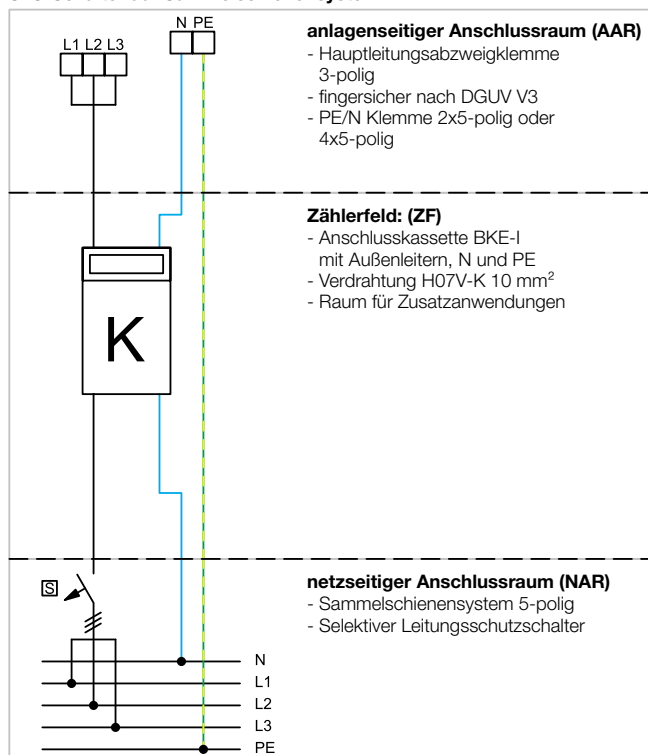 N PE
L1 L2 L3
anlagenseitiger Anschlussraum (AAR)
- Hauptleitungsabzweigklemme
3-polig
- fingersicher nach DGUV V3
- PE/N Klemme 2x5-polig oder
4x5-polig
Zählerfeld: (ZF)
- Anschlusskassette BKE-I
mit Außenleitern, N und PE
- Verdrahtung H07V-K 10 mm²
- Raum für Zusatzanwendungen
K
netzseitiger Anschlussraum (NAR)
- Sammelschienensystem 5-polig
- Selektiver Leitungsschutzschalter
S
N
L1
L2
L3
PE